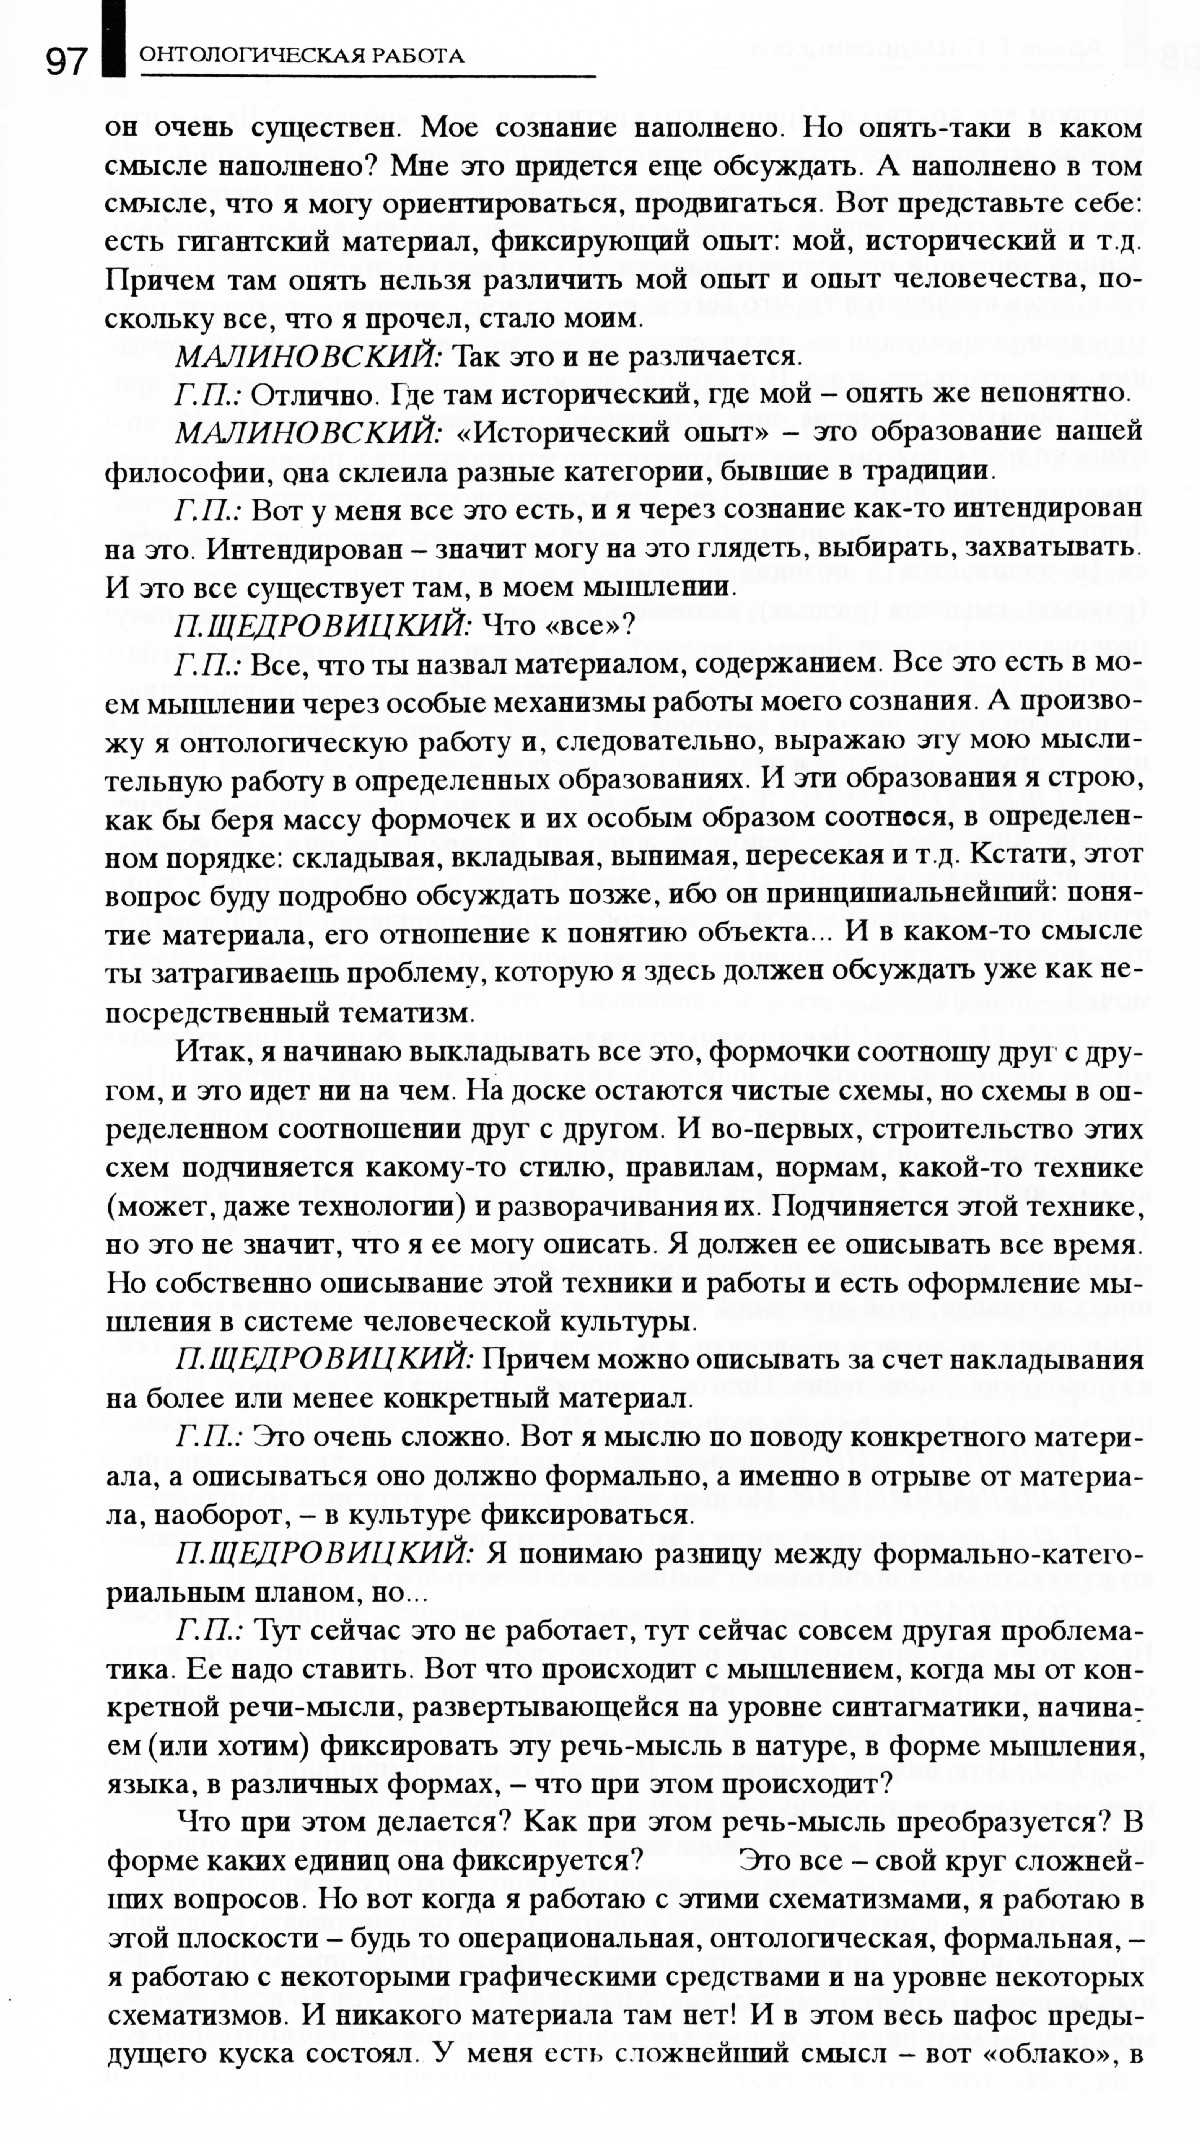 97 ОНТОЛОГИЧЕСКАЯ РАБОТА
он очень существен. Мое сознание наполнено. Но опять-таки в каком
смысле наполнено? Мне это придется еще обсуждать. А наполнено в том
смысле, что я могу ориентироваться, продвигаться. Вот представьте себе:
есть гигантский материал, фиксирующий опыт: мой, исторический и т.д.
Причем там опять нельзя различить мой опыт и опыт человечества, по-
скольку все, что я прочел, стало моим.
МАЛИНОВСКИЙ: Так это и не различается.
Г.П.: Отлично. Где там исторический, где мой – опять же непонятно.
МАЛИНОВСКИЙ: «Исторический опыт» – это образование нашей
философии, она склеила разные категории, бывшие в традиции.
Г.П.: Вот у меня все это есть, и я через сознание как-то интендирован
на это. Интендирован – значит могу на это глядеть, выбирать, захватывать.
И это все существует там, в моем мышлении.
П.ЩЕДРОВИЦКИЙ: Что «все»?
Г.П.: Все, что ты назвал материалом, содержанием. Все это есть в мо-
ем мышлении через особые механизмы работы моего сознания. А произво-
жу я онтологическую работу и, следовательно, выражаю эту мою мысли-
тельную работу в определенных образованиях. И эти образования я строю,
как бы беря массу формочек и их особым образом соотнося, в определен-
ном порядке: складывая, вкладывая, вынимая, пересекая и т.д. Кстати, этот
вопрос буду подробно обсуждать позже, ибо он принципиальнейший: поня-
тие материала, его отношение к понятию объекта... И в каком-то смысле
ты затрагиваешь проблему, которую я здесь должен обсуждать уже как не-
посредственный тематизм.
Итак, я начинаю выкладывать все это, формочки соотношу друг с дру-
гом, и это идет ни на чем. На доске остаются чистые схемы, но схемы в оп-
ределенном соотношении друг с другом. И во-первых, строительство этих
схем подчиняется какому-то стилю, правилам, нормам, какой-то технике
(может, даже технологии) и разворачивания их. Подчиняется этой технике,
но это не значит, что я ее могу описать. Я должен ее описывать все время.
Но собственно описывание этой техники и работы и есть оформление мы-
шления в системе человеческой культуры.
П.ЩЕДРОВИЦКИЙ: Причем можно описывать за счет накладывания
на более или менее конкретный материал.
Г.П.: Это очень сложно. Вот я мыслю по поводу конкретного матери-
ала, а описываться оно должно формально, а именно в отрыве от материа-
ла, наоборот, – в культуре фиксироваться.
П.ЩЕДРОВИЦКИЙ: Я понимаю разницу между формально-катего-
риальным планом, но...
Г.П.: Тут сейчас это не работает, тут сейчас совсем другая проблема-
тика. Ее надо ставить. Вот что происходит с мышлением, когда мы от кон-
кретной речи-мысли, развертывающейся на уровне синтагматики, начина-
ем (или хотим) фиксировать эту речь-мысль в натуре, в форме мышления,
языка, в различных формах, – что при этом происходит?
Что при этом делается? Как при этом речь-мысль преобразуется? В
форме каких единиц она фиксируется? Это все – свой круг сложней-
ших вопросов. Но вот когда я работаю с этими схематизмами, я работаю в
этой плоскости – будь то операциональная, онтологическая, формальная, –
я работаю с некоторыми графическими средствами и на уровне некоторых
схематизмов. И никакого материала там нет! И в этом весь пафос преды-
дущего куска состоял. У меня есть сложнейший смысл – вот «облако», в